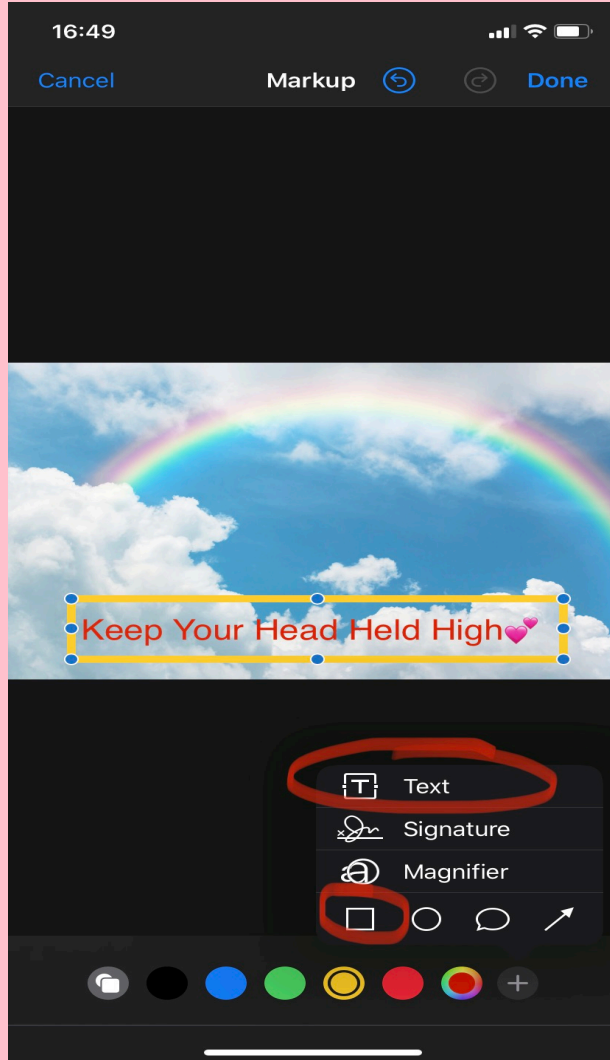 16:49
Cancel Markup Done
Keep Your Head Held High💕
Text
Signature
Magnifier